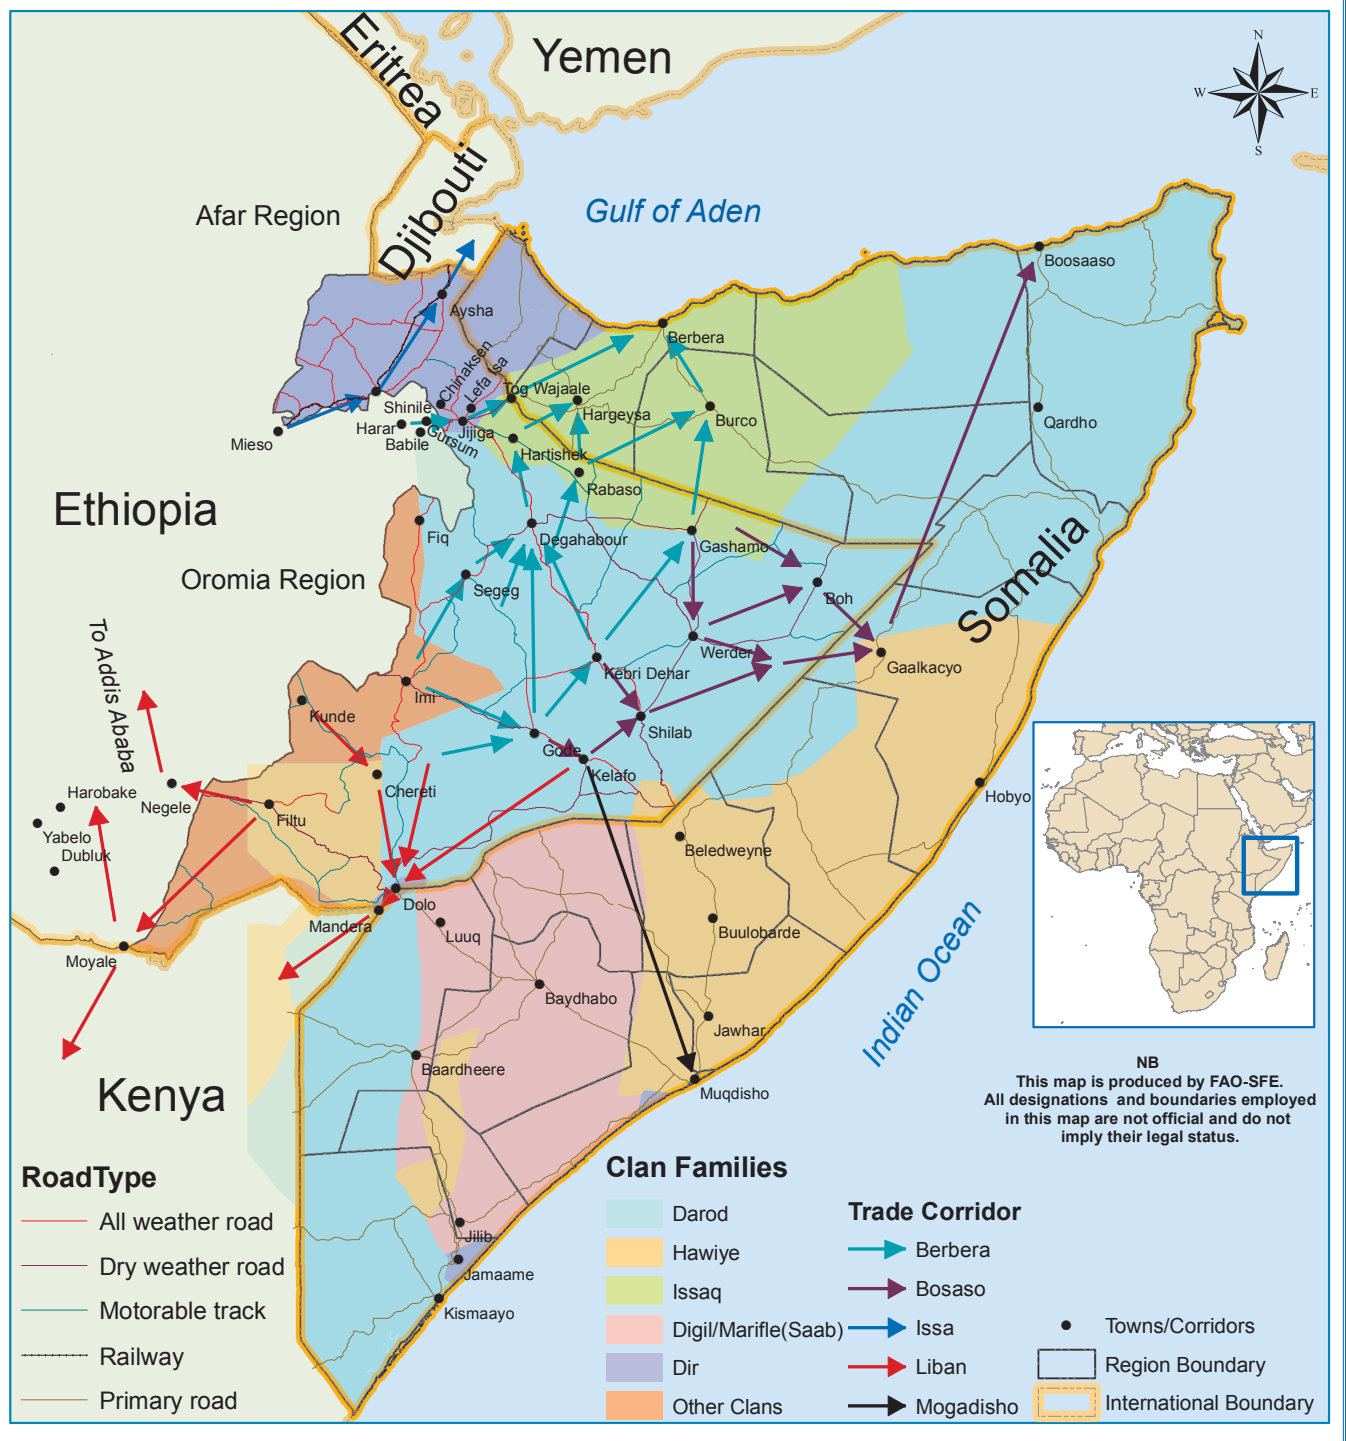 Yemen
Eritrea
N
W
E
S
Djibouti
Afar Region
Gulf of Aden
Boosaaso
Aysha
Berbera
Chinaksen
Lefa Isa
Tog Wajaale
Shinile
Hargeysa
Burco
Qardho
Harar
Gursum
Jijiga
Mieso
Babile
Hartishek
Rabaso
Ethiopia
Fiq
Degahabour
Gashamo
Oromia Region
Segeg
Boh
Somalia
To Addis Ababa
Werder
Gaalkacyo
Kebri Dehar
Imi
Kunde
Shilab
Gode
Kelafo
Chereti
Harobake
Negele
Hobyo
Filtu
Yabelo
Beledweyne
Dubluk
Dolo
Mandera
Luuq
Buulobarde
Moyale
Indian Ocean
Baydhabo
Jawhar
Baardheere
Muqdisho
Kenya
NB
This map is produced by FAO-SFE.
All designations and boundaries employed
in this map are not official and do not
imply their legal status.
Jilib
Jamaame
Kismaayo
RoadType
All weather road
Dry weather road
Motorable track
Railway
Primary road
Clan Families
Darod
Hawiye
Issaq
Digil/Marifle(Saab)
Dir
Other Clans
Trade Corridor
Berbera
Bosaso
Issa
Liban
Mogadisho
Towns/Corridors
Region Boundary
International Boundary